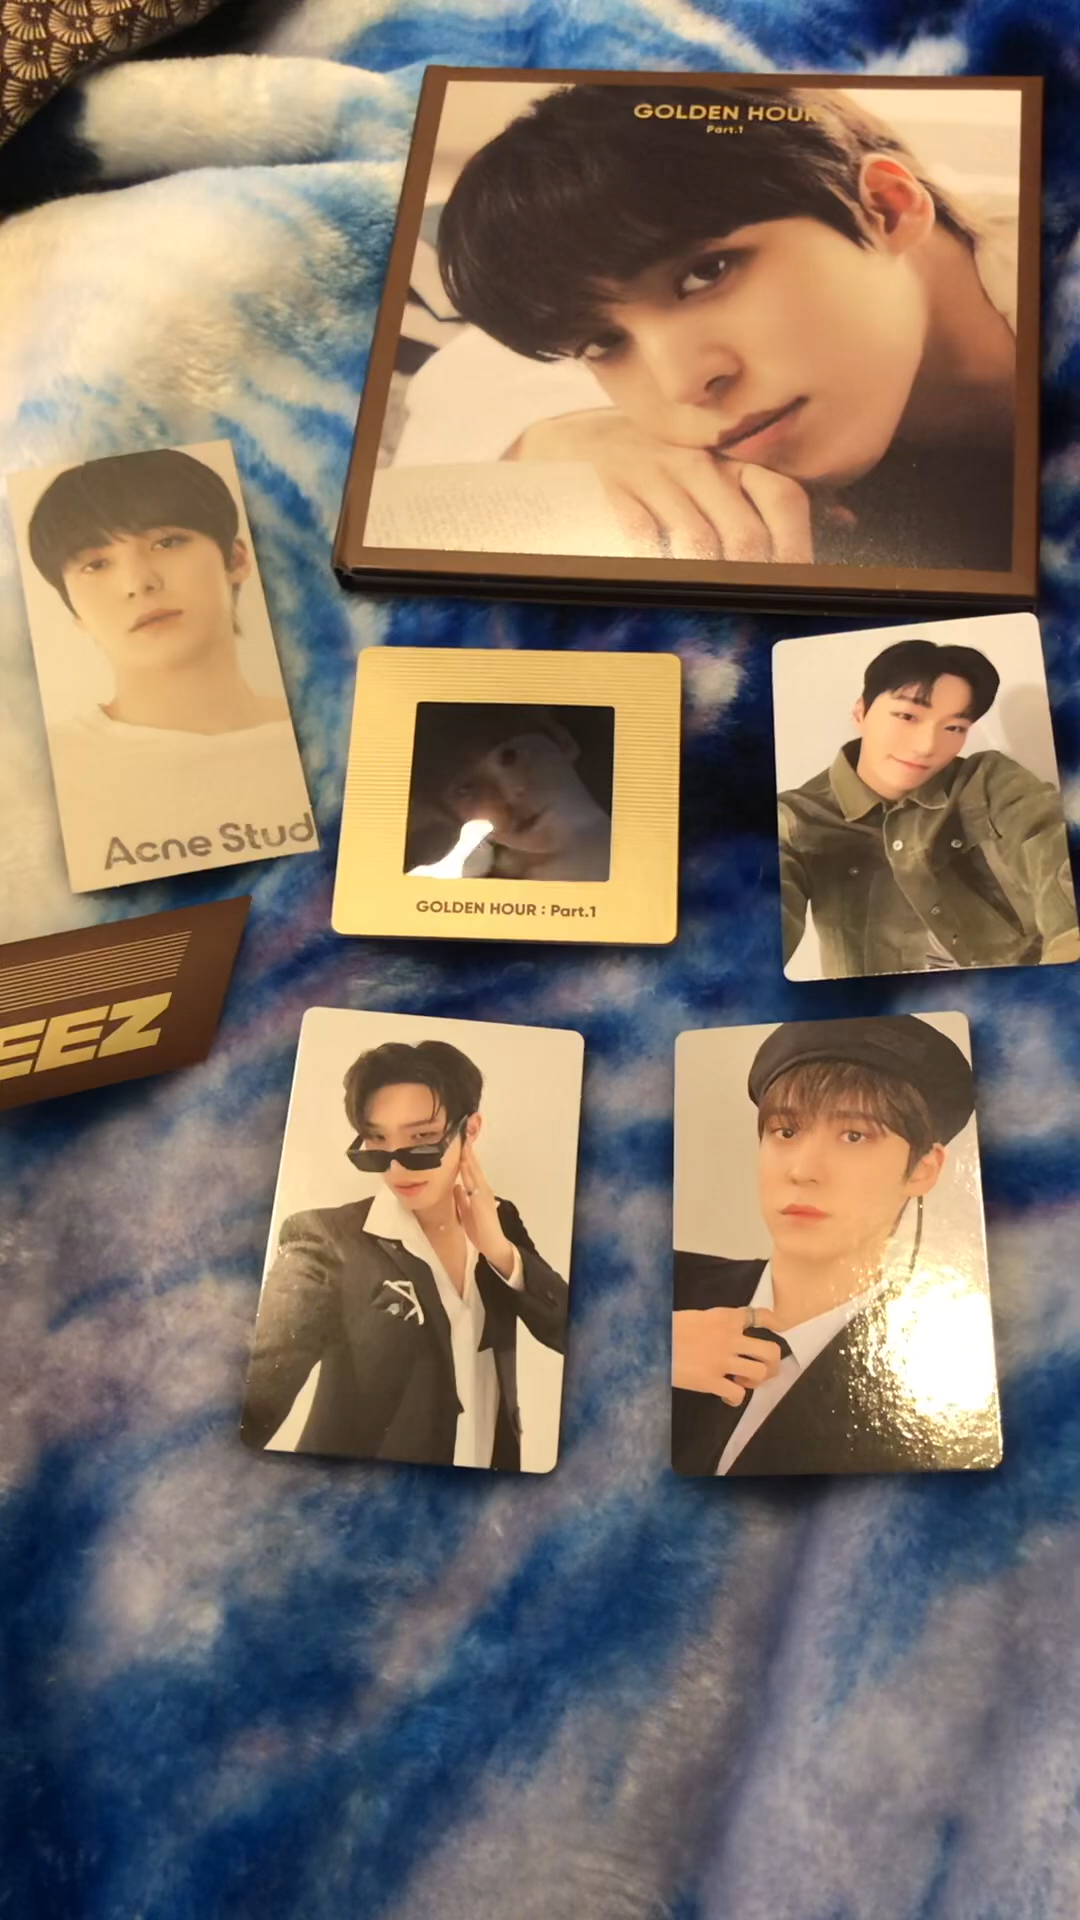 GOLDEN HOUR
Part.1
Acne Stud
GOLDEN HOUR : Part.1
EEZ